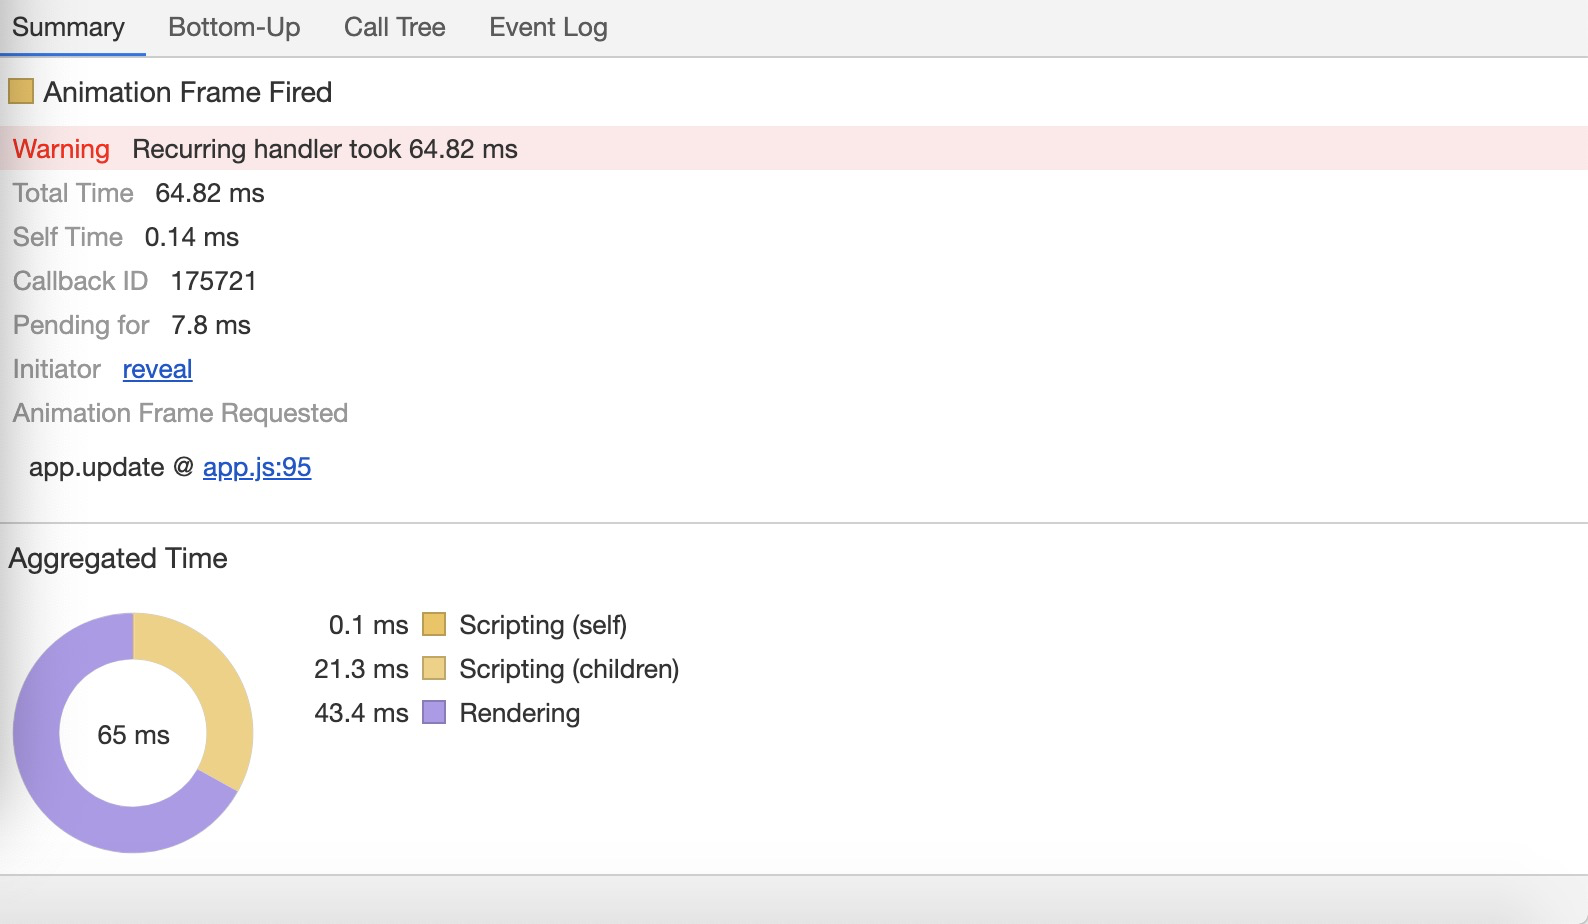 Summary Bottom-Up Call Tree Event Log
Animation Frame Fired
Warning Recurring handler took 64.82 ms
Total Time 64.82 ms
Self Time 0.14 ms
Callback ID 175721
Pending for 7.8 ms
Initiator reveal
Animation Frame Requested
app.update @ app.js:95
Aggregated Time
65 ms
0.1 ms Scripting (self)
21.3 ms Scripting (children)
43.4 ms Rendering